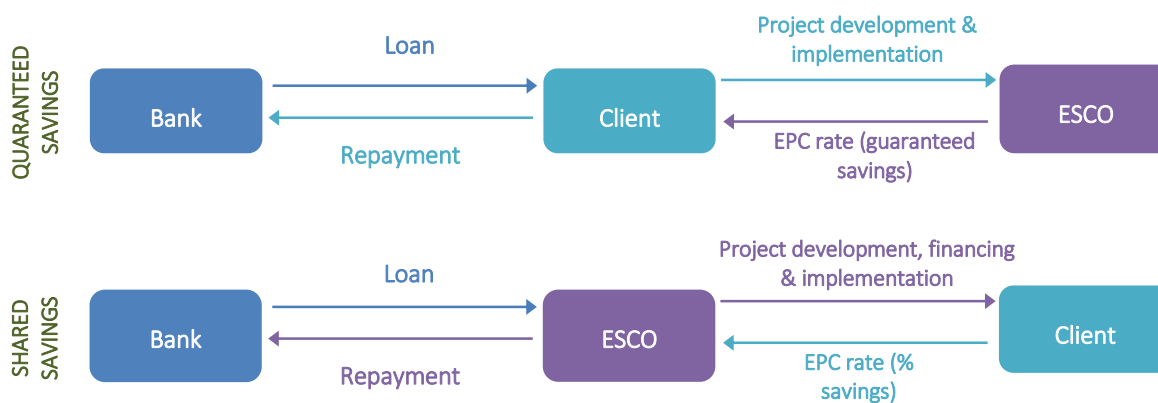 QUARANTEED
SAVINGS
Bank
Loan
Repayment
Client
Project development &
implementation
EPC rate (guaranteed
savings)
ESCO
SHARED
SAVINGS
Bank
Loan
Repayment
ESCO
Project development, financing
& implementation
EPC rate (%
savings)
Client